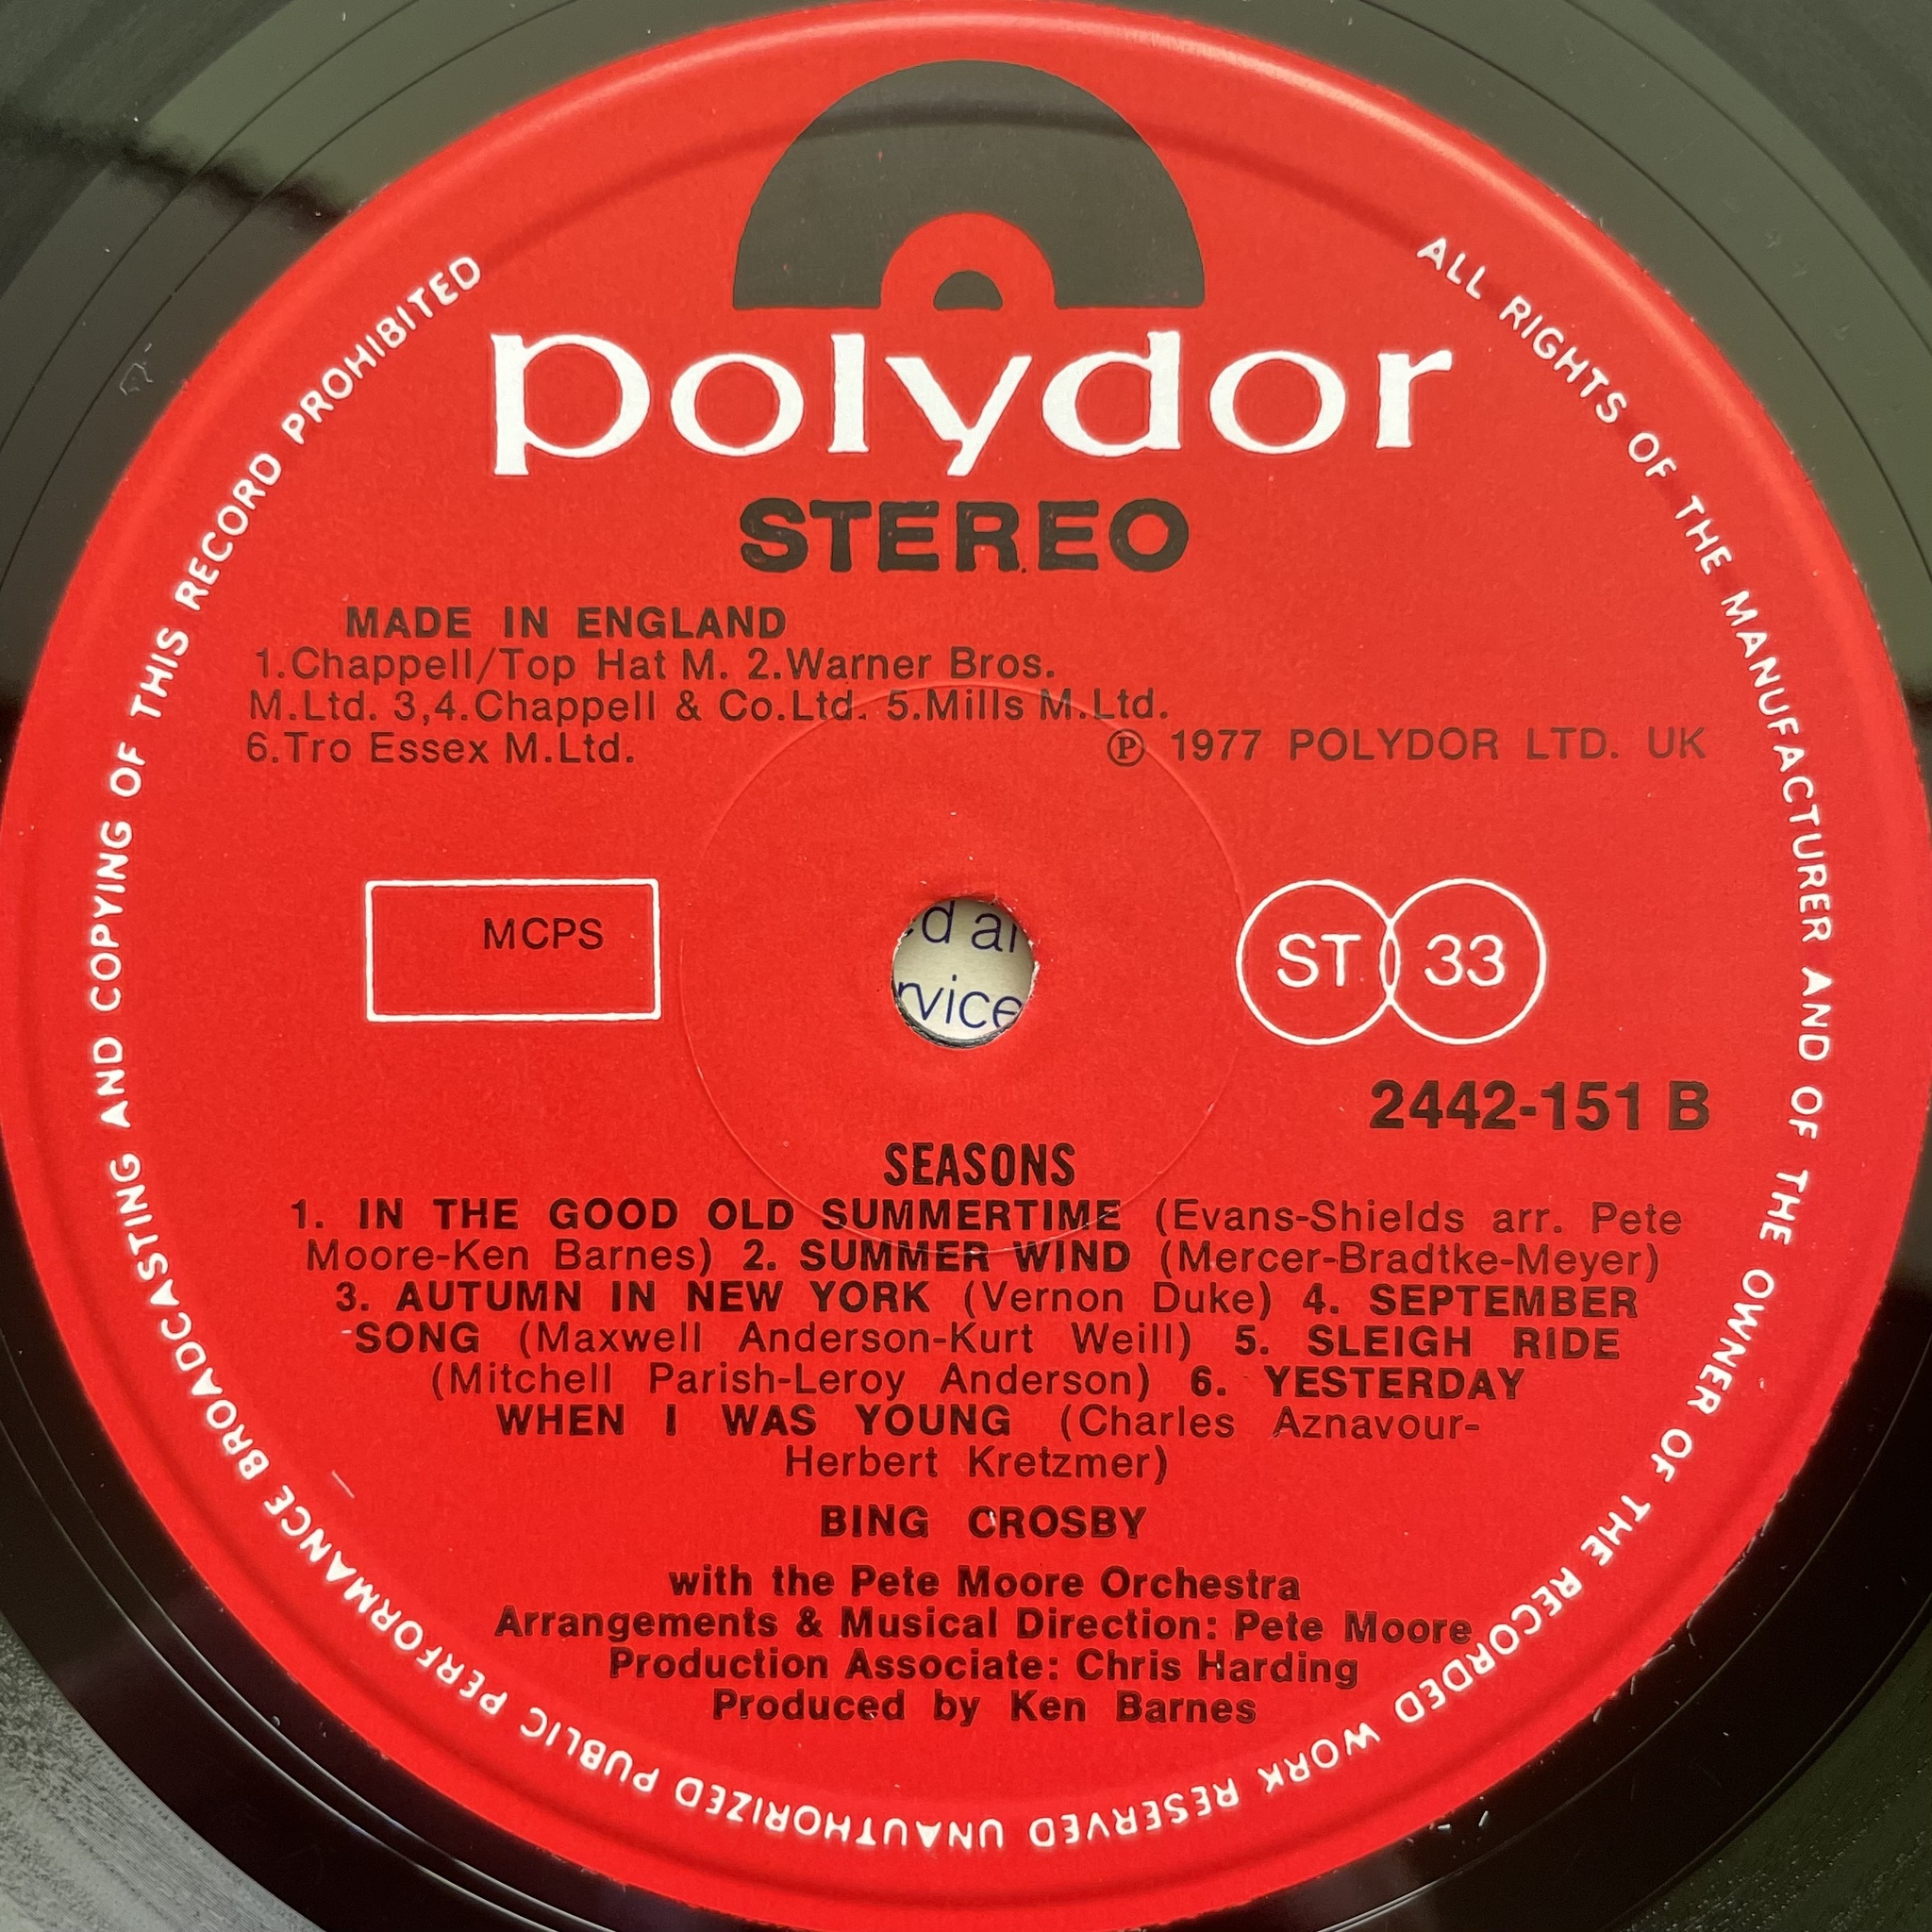 polydor
STEREO
MADE IN ENGLAND
1.Chappell/Top Hat M. 2.Warner Bros.
M.Ltd. 3,4.Chappell & Co.Ltd. 5.Mills M.Ltd.
6.Tro Essex M.Ltd.
℗ 1977 POLYDOR LTD. UK
MCPS
ST 33
2442-151 B
SEASONS
1. IN THE GOOD OLD SUMMERTIME (Evans-Shields arr. Pete
Moore-Ken Barnes) 2. SUMMER WIND (Mercer-Bradtke-Meyer)
3. AUTUMN IN NEW YORK (Vernon Duke) 4. SEPTEMBER
SONG (Maxwell Anderson-Kurt Weill) 5. SLEIGH RIDE
(Mitchell Parish-Leroy Anderson) 6. YESTERDAY
WHEN I WAS YOUNG (Charles Aznavour-
Herbert Kretzmer)
BING CROSBY
with the Pete Moore Orchestra
Arrangements & Musical Direction: Pete Moore
Production Associate: Chris Harding
Produced by Ken Barnes
ALL RIGHTS OF THE MANUFACTURER AND OF THE OWNER OF THE RECORDED WORK RESERVED UNAUTHORIZED PUBLIC PERFORMANCE BROADCASTING AND COPYING OF THIS RECORD PROHIBITED